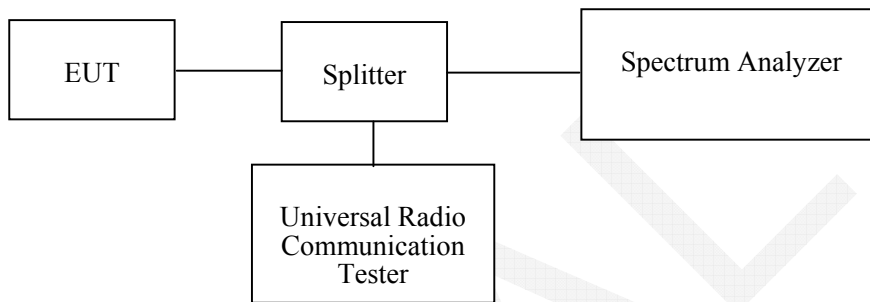 EUT
Splitter
Spectrum Analyzer
Universal Radio
Communication
Tester